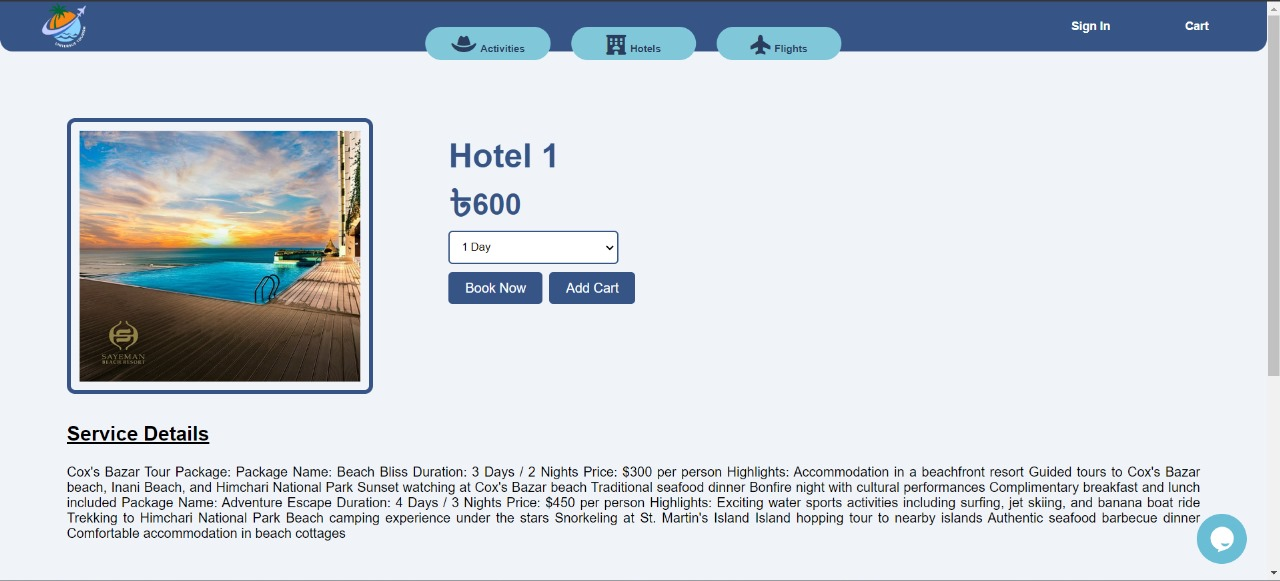 Sign In
Cart
Activities
Hotels
Flights
Hotel 1
৳600
1 Day
Book Now
Add Cart
SAYEMAN
BEACH RESORT
Service Details
Cox's Bazar Tour Package: Package Name: Beach Bliss Duration: 3 Days / 2 Nights Price: $300 per person Highlights: Accommodation in a beachfront resort Guided tours to Cox's Bazar
beach, Inani Beach, and Himchari National Park Sunset watching at Cox's Bazar beach Traditional seafood dinner Bonfire night with cultural performances Complimentary breakfast and lunch
included Package Name: Adventure Escape Duration: 4 Days / 3 Nights Price: $450 per person Highlights: Exciting water sports activities including surfing, jet skiing, and banana boat ride
Trekking to Himchari National Park Beach camping experience under the stars Snorkeling at St. Martin's Island Island hopping tour to nearby islands Authentic seafood barbecue dinner
Comfortable accommodation in beach cottages